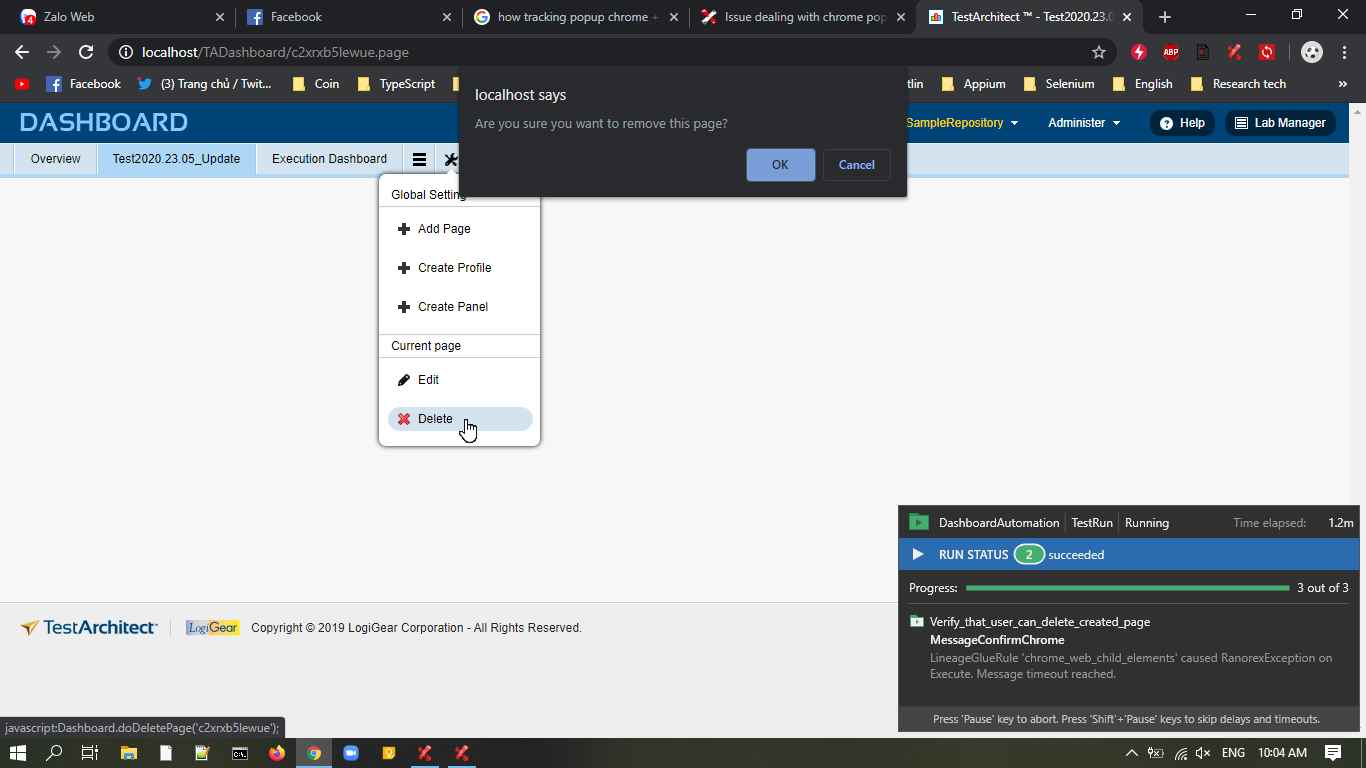 Zalo Web
Facebook
how tracking popup chrome +
Issue dealing with chrome pop
TestArchitect ™ - Test2020.23.0
localhost/TADashboard/c2xrxb5lewue.page
ABP
Facebook
(3) Trang chủ / Twit...
Coin
TypeScript
tlin
Appium
Selenium
English
Research tech
»
localhost says
Are you sure you want to remove this page?
OK
Cancel
DASHBOARD
SampleRepository
Administer
Help
Lab Manager
Overview
Test2020.23.05_Update
Execution Dashboard
Global Setting
Add Page
Create Profile
Create Panel
Current page
Edit
Delete
DashboardAutomation
TestRun
Running
Time elapsed:
1.2m
RUN STATUS
2
succeeded
Progress:
3 out of 3
Verify_that_user_can_delete_created_page
MessageConfirmChrome
LineageGlueRule 'chrome_web_child_elements' caused RanorexException on
Execute. Message timeout reached.
Press 'Pause' key to abort. Press 'Shift'+'Pause' keys to skip delays and timeouts.
TestArchitect™
LogiGear
Copyright © 2019 LogiGear Corporation - All Rights Reserved.
javascript:Dashboard.doDeletePage('c2xrxb5lewue');
ENG
10:04 AM